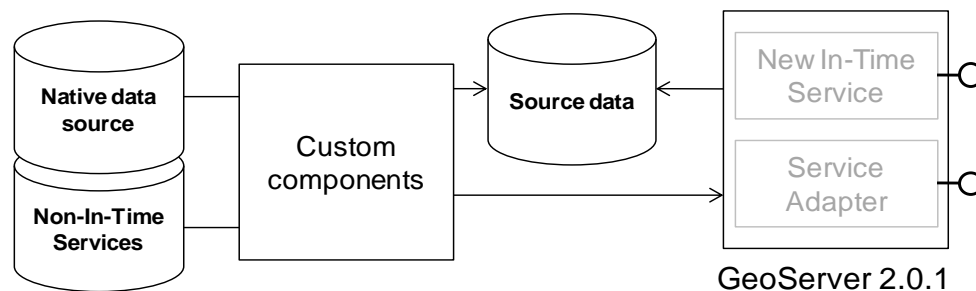 Native data
source
Non-In-Time
Services
Custom
components
Source data
New In-Time
Service
Service
Adapter
GeoServer 2.0.1